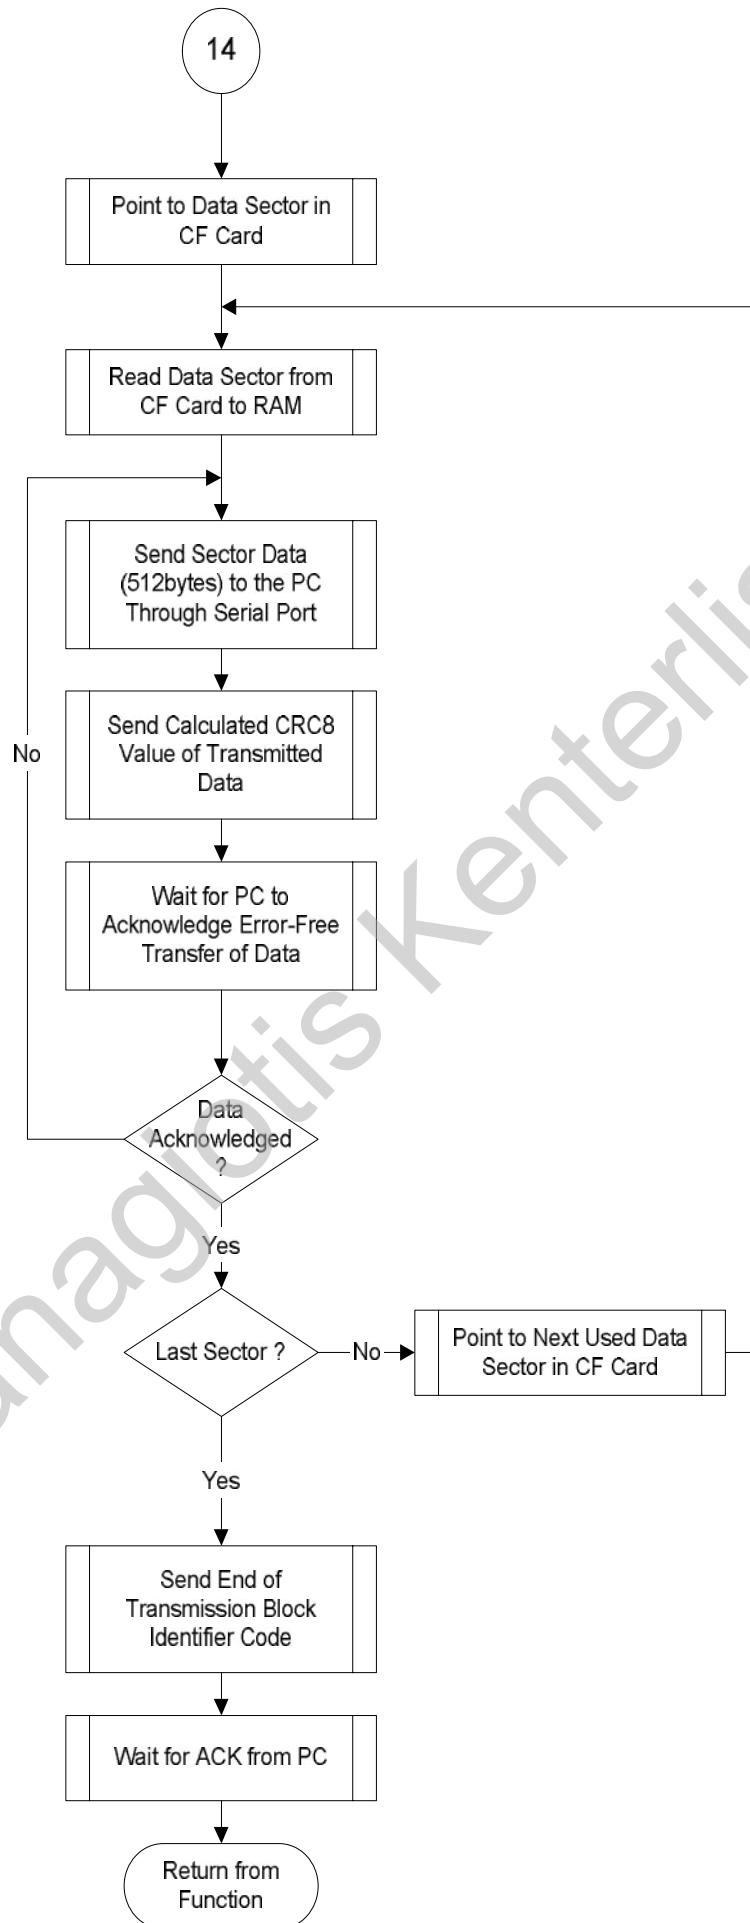 14
Point to Data Sector in
CF Card
Read Data Sector from
CF Card to RAM
Send Sector Data
(512bytes) to the PC
Through Serial Port
Send Calculated CRC8
Value of Transmitted
Data
No
Wait for PC to
Acknowledge Error-Free
Transfer of Data
Data
Acknowledged
?
Yes
Last Sector ?
No
Point to Next Used Data
Sector in CF Card
Yes
Send End of
Transmission Block
Identifier Code
Wait for ACK from PC
Return from
Function
anagiotis Kenterlis